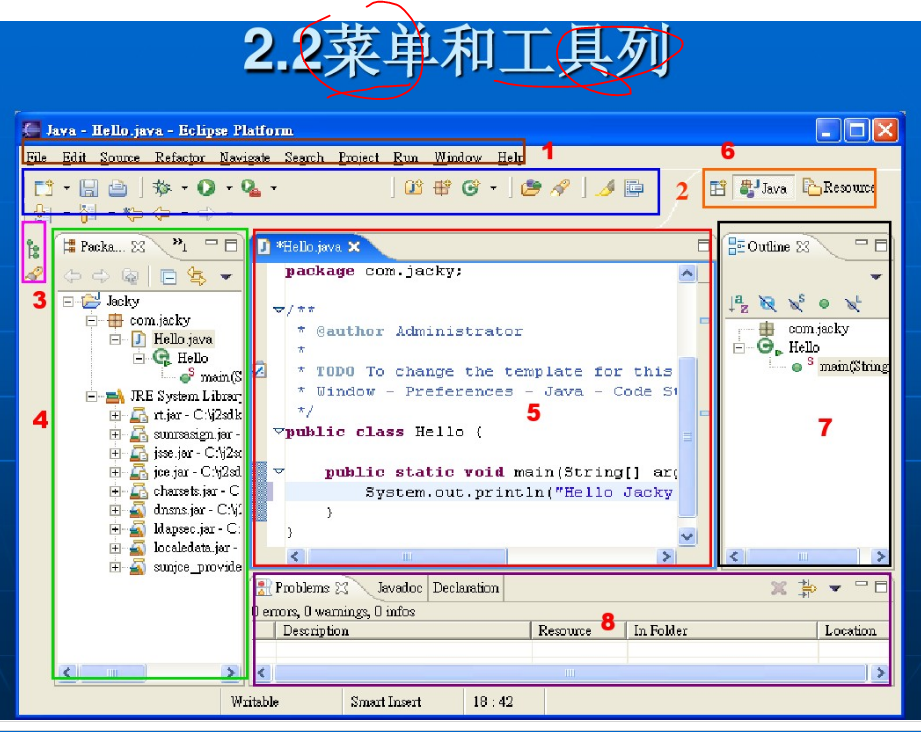 2.2菜单和工具列
Java - Hello.java - Eclipse Platform
File Edit Source Refactor Navigate Search Project Run Window Help
1
6
2
Java
Resource
3
Packa...
»1
Jacky
com.jacky
Hello.java
Hello
main(S
JRE System Library
rt.jar - C:\j2sdk
sunrsasign.jar -
jsse.jar - C:\j2sd
jce.jar - C:\j2sd
charsets.jar - C
dnsns.jar - C:\j2
ldapsec.jar - C:
localedata.jar -
sunjce_provide
4
*Hello.java
package com.jacky;
/**
* @author Administrator
*
* TODO To change the template for this
* Window - Preferences - Java - Code St
*/
public class Hello {
public static void main(String[] arg
System.out.println("Hello Jacky
}
}
5
Outline
com.jacky
Hello
main(String
7
Problems Javadoc Declaration
0 errors, 0 warnings, 0 infos
Description Resource In Folder Location
8
Writable Smart Insert 18 : 42